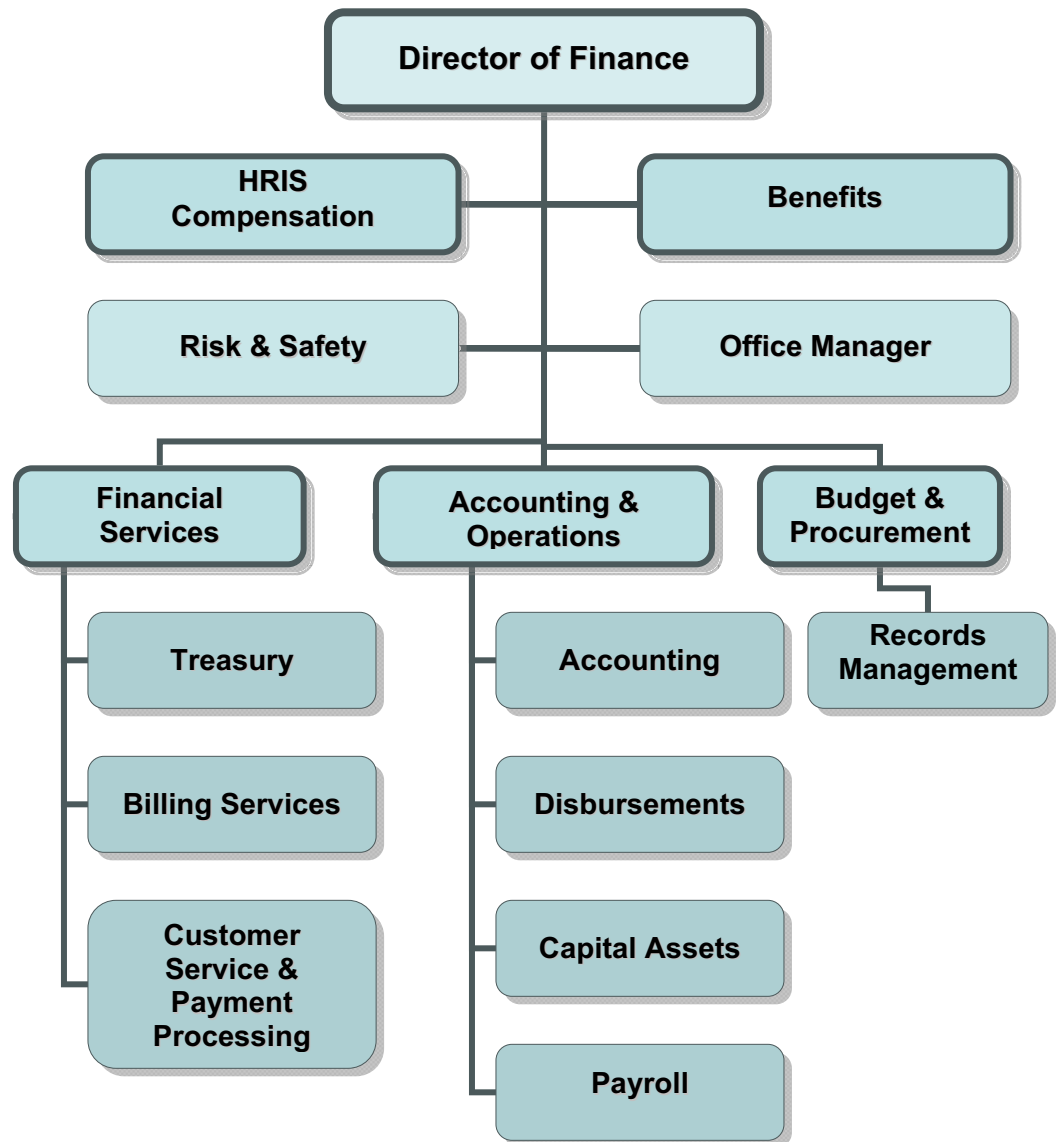 Director of Finance
HRIS
Compensation
Benefits
Risk & Safety
Office Manager
Financial
Services
Accounting &
Operations
Budget &
Procurement
Treasury
Billing Services
Customer
Service &
Payment
Processing
Accounting
Disbursements
Capital Assets
Payroll
Records
Management